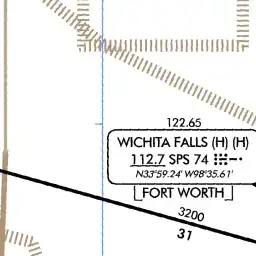 122.65
WICHITA FALLS (H) (H)
112.7 SPS 74
N33°59.24' W98°35.61'
FORT WORTH
3200
31